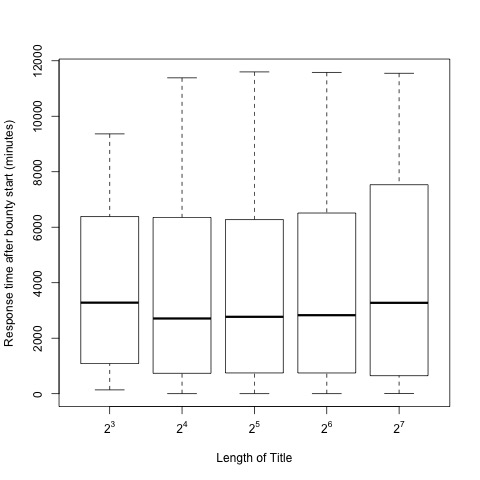 Response time after bounty start (minutes)
12000
10000
8000
6000
4000
2000
0
2³ 2⁴ 2⁵ 2⁶ 2⁷
Length of Title